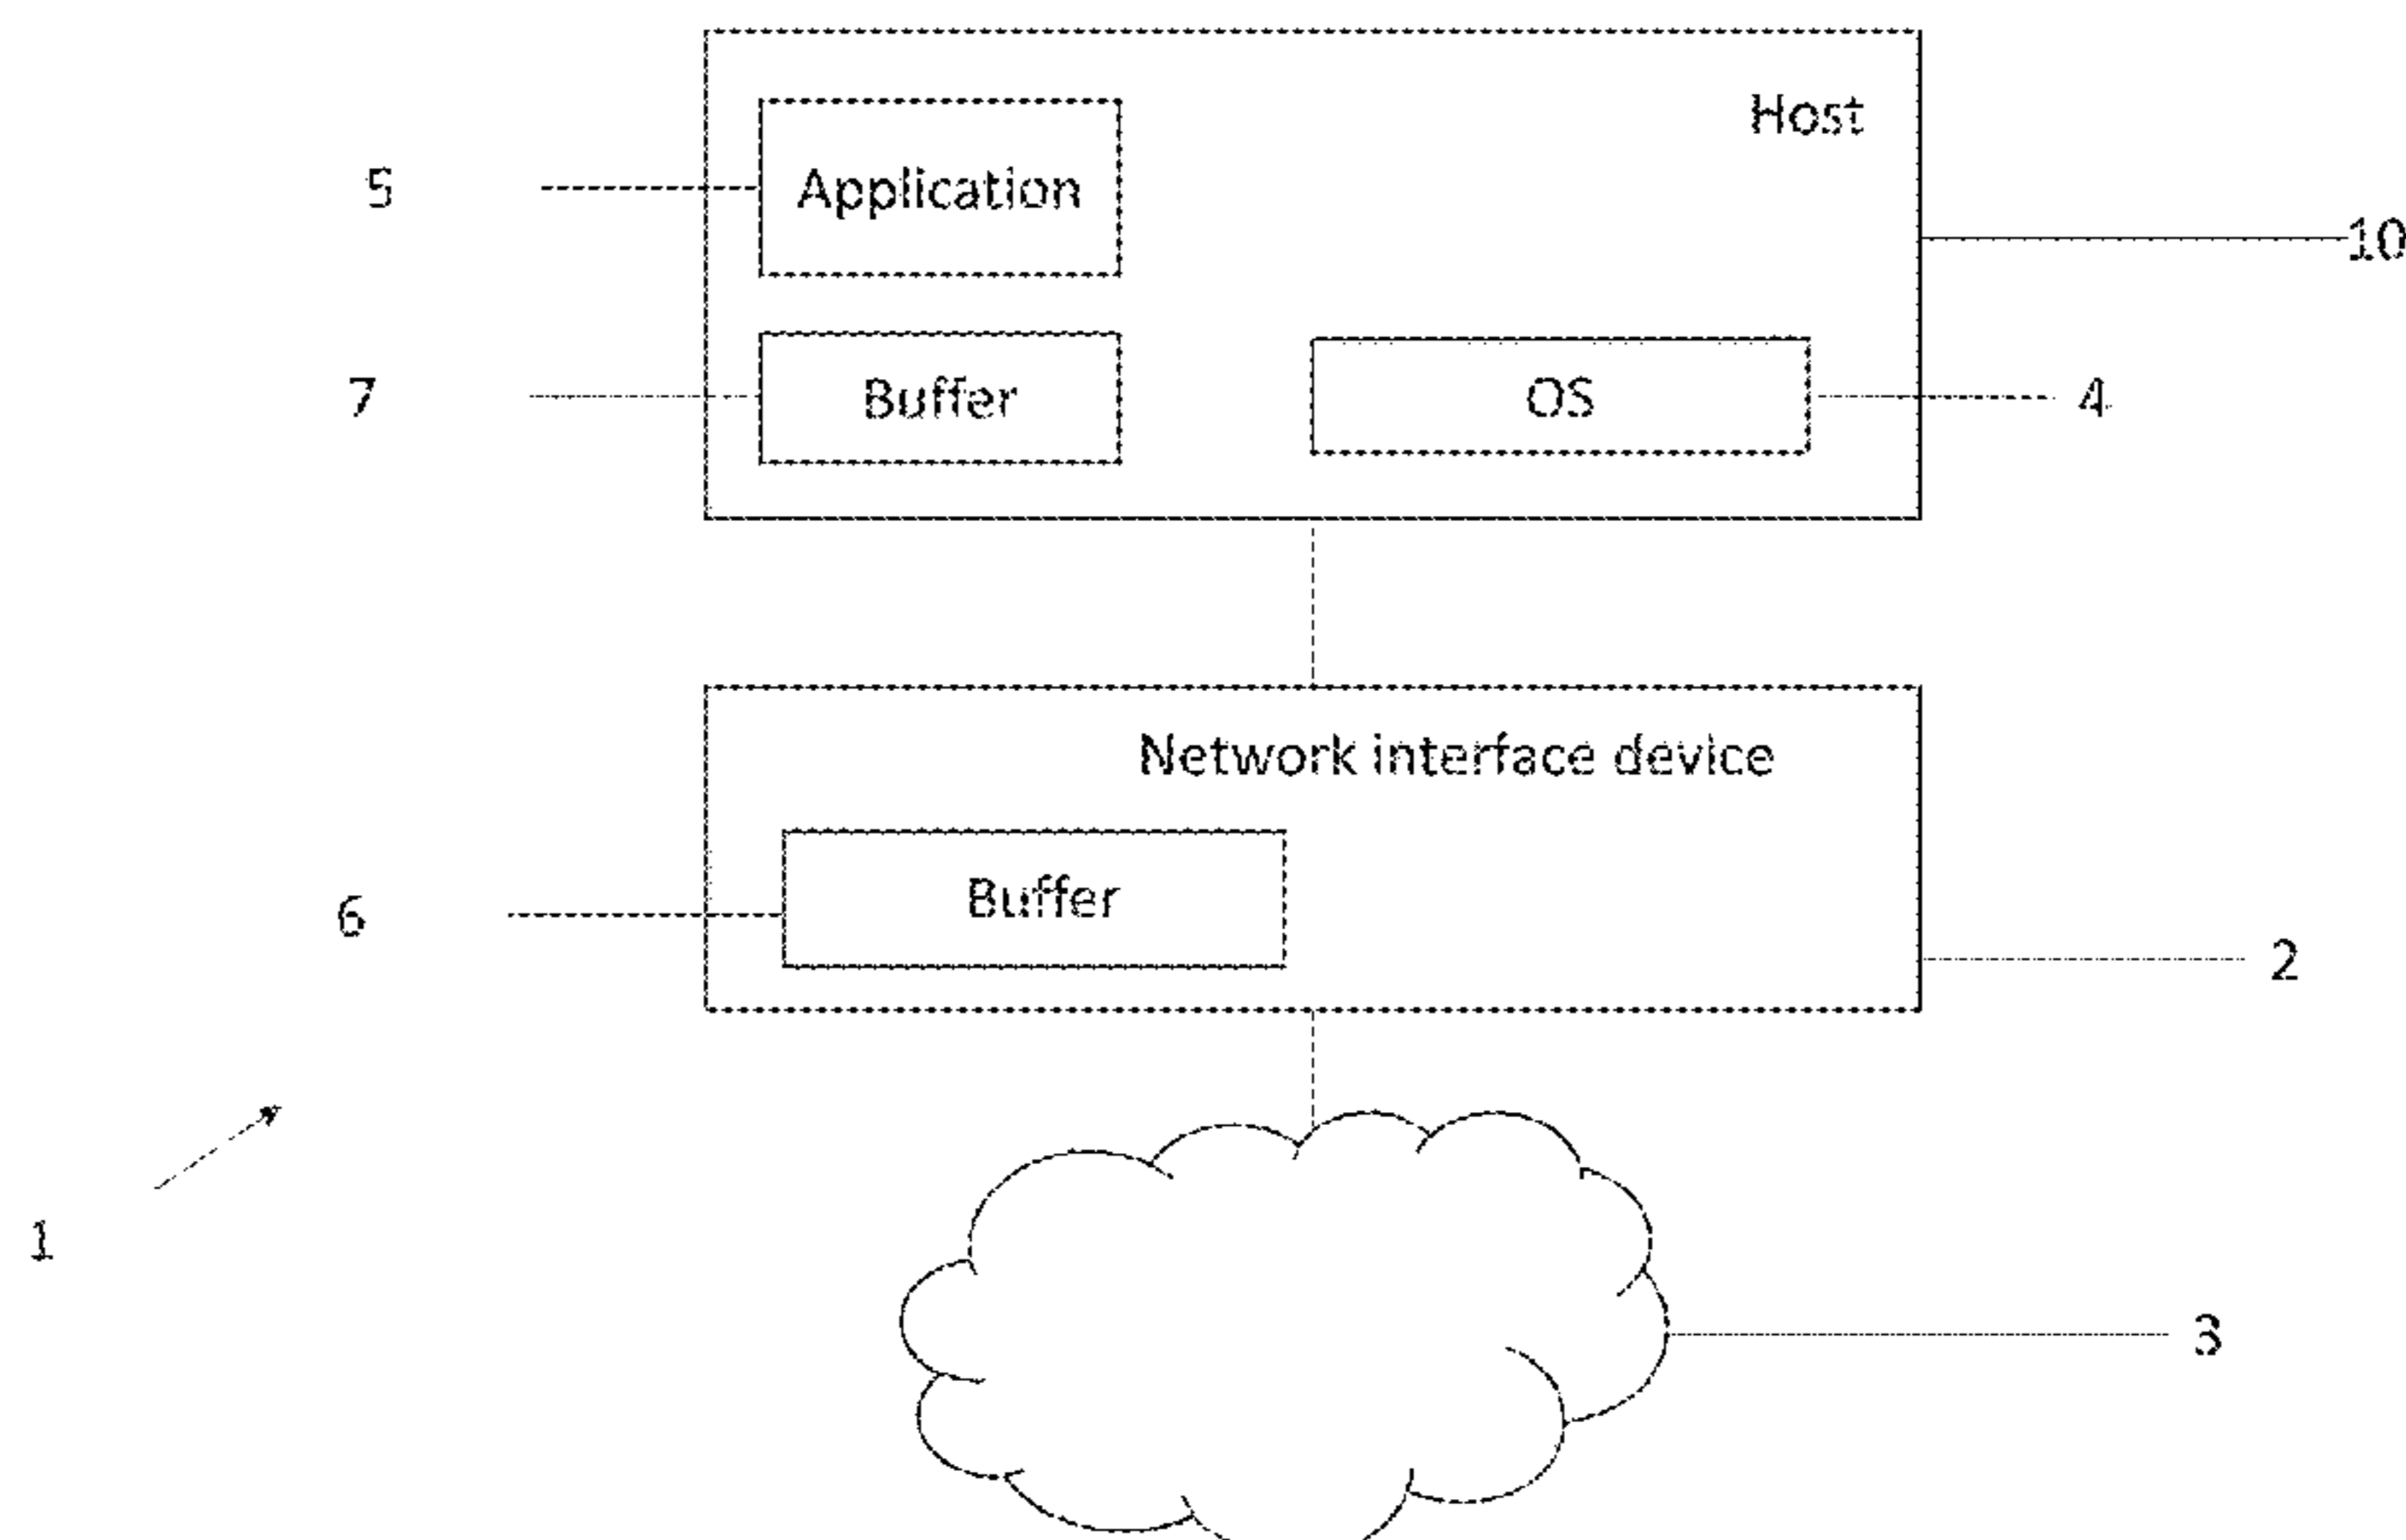 Host
5
Application
10
7
Buffer
OS
4
Network interface device
6
Buffer
2
1
3